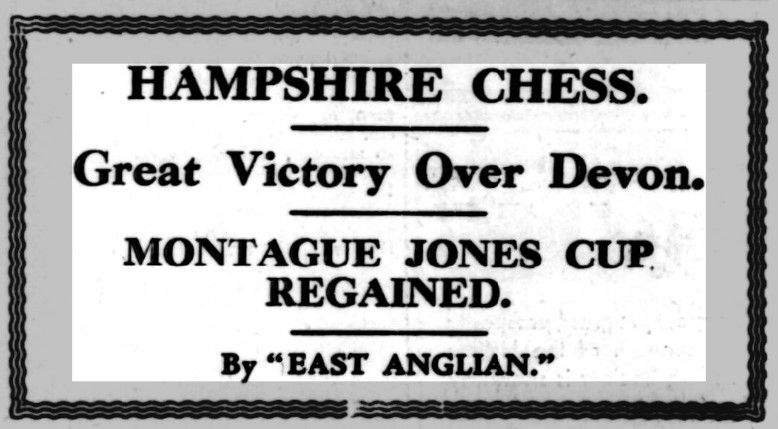 HAMPSHIRE CHESS.
Great Victory Over Devon.
MONTAGUE JONES CUP
REGAINED.
By "EAST ANGLIAN."